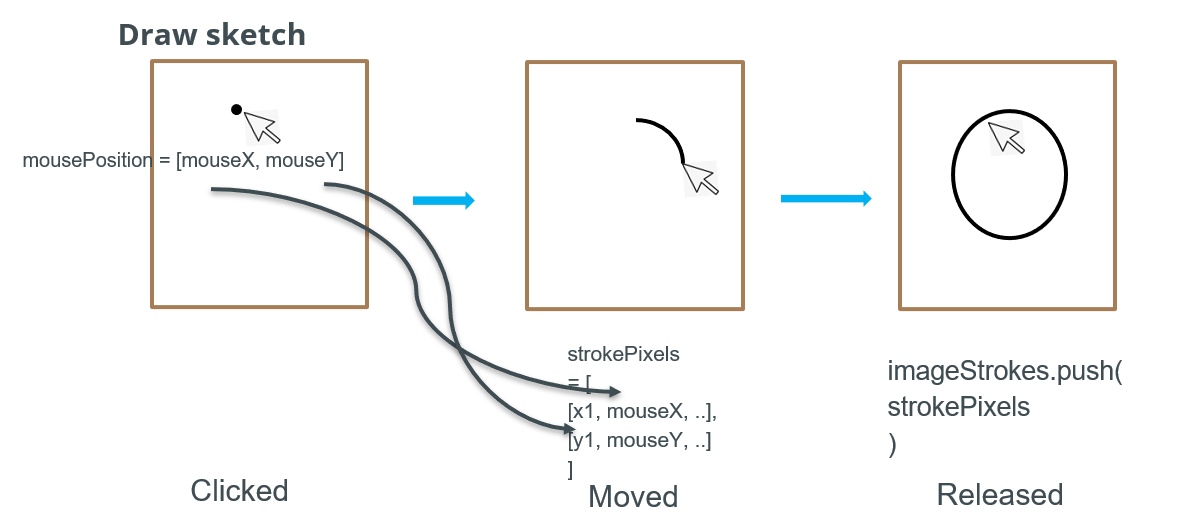 Draw sketch
mousePosition = [mouseX, mouseY]
strokePixels
= [
[x1, mouseX, ..],
[y1, mouseY, ..]
]
imageStrokes.push(
strokePixels
)
Clicked
Moved
Released